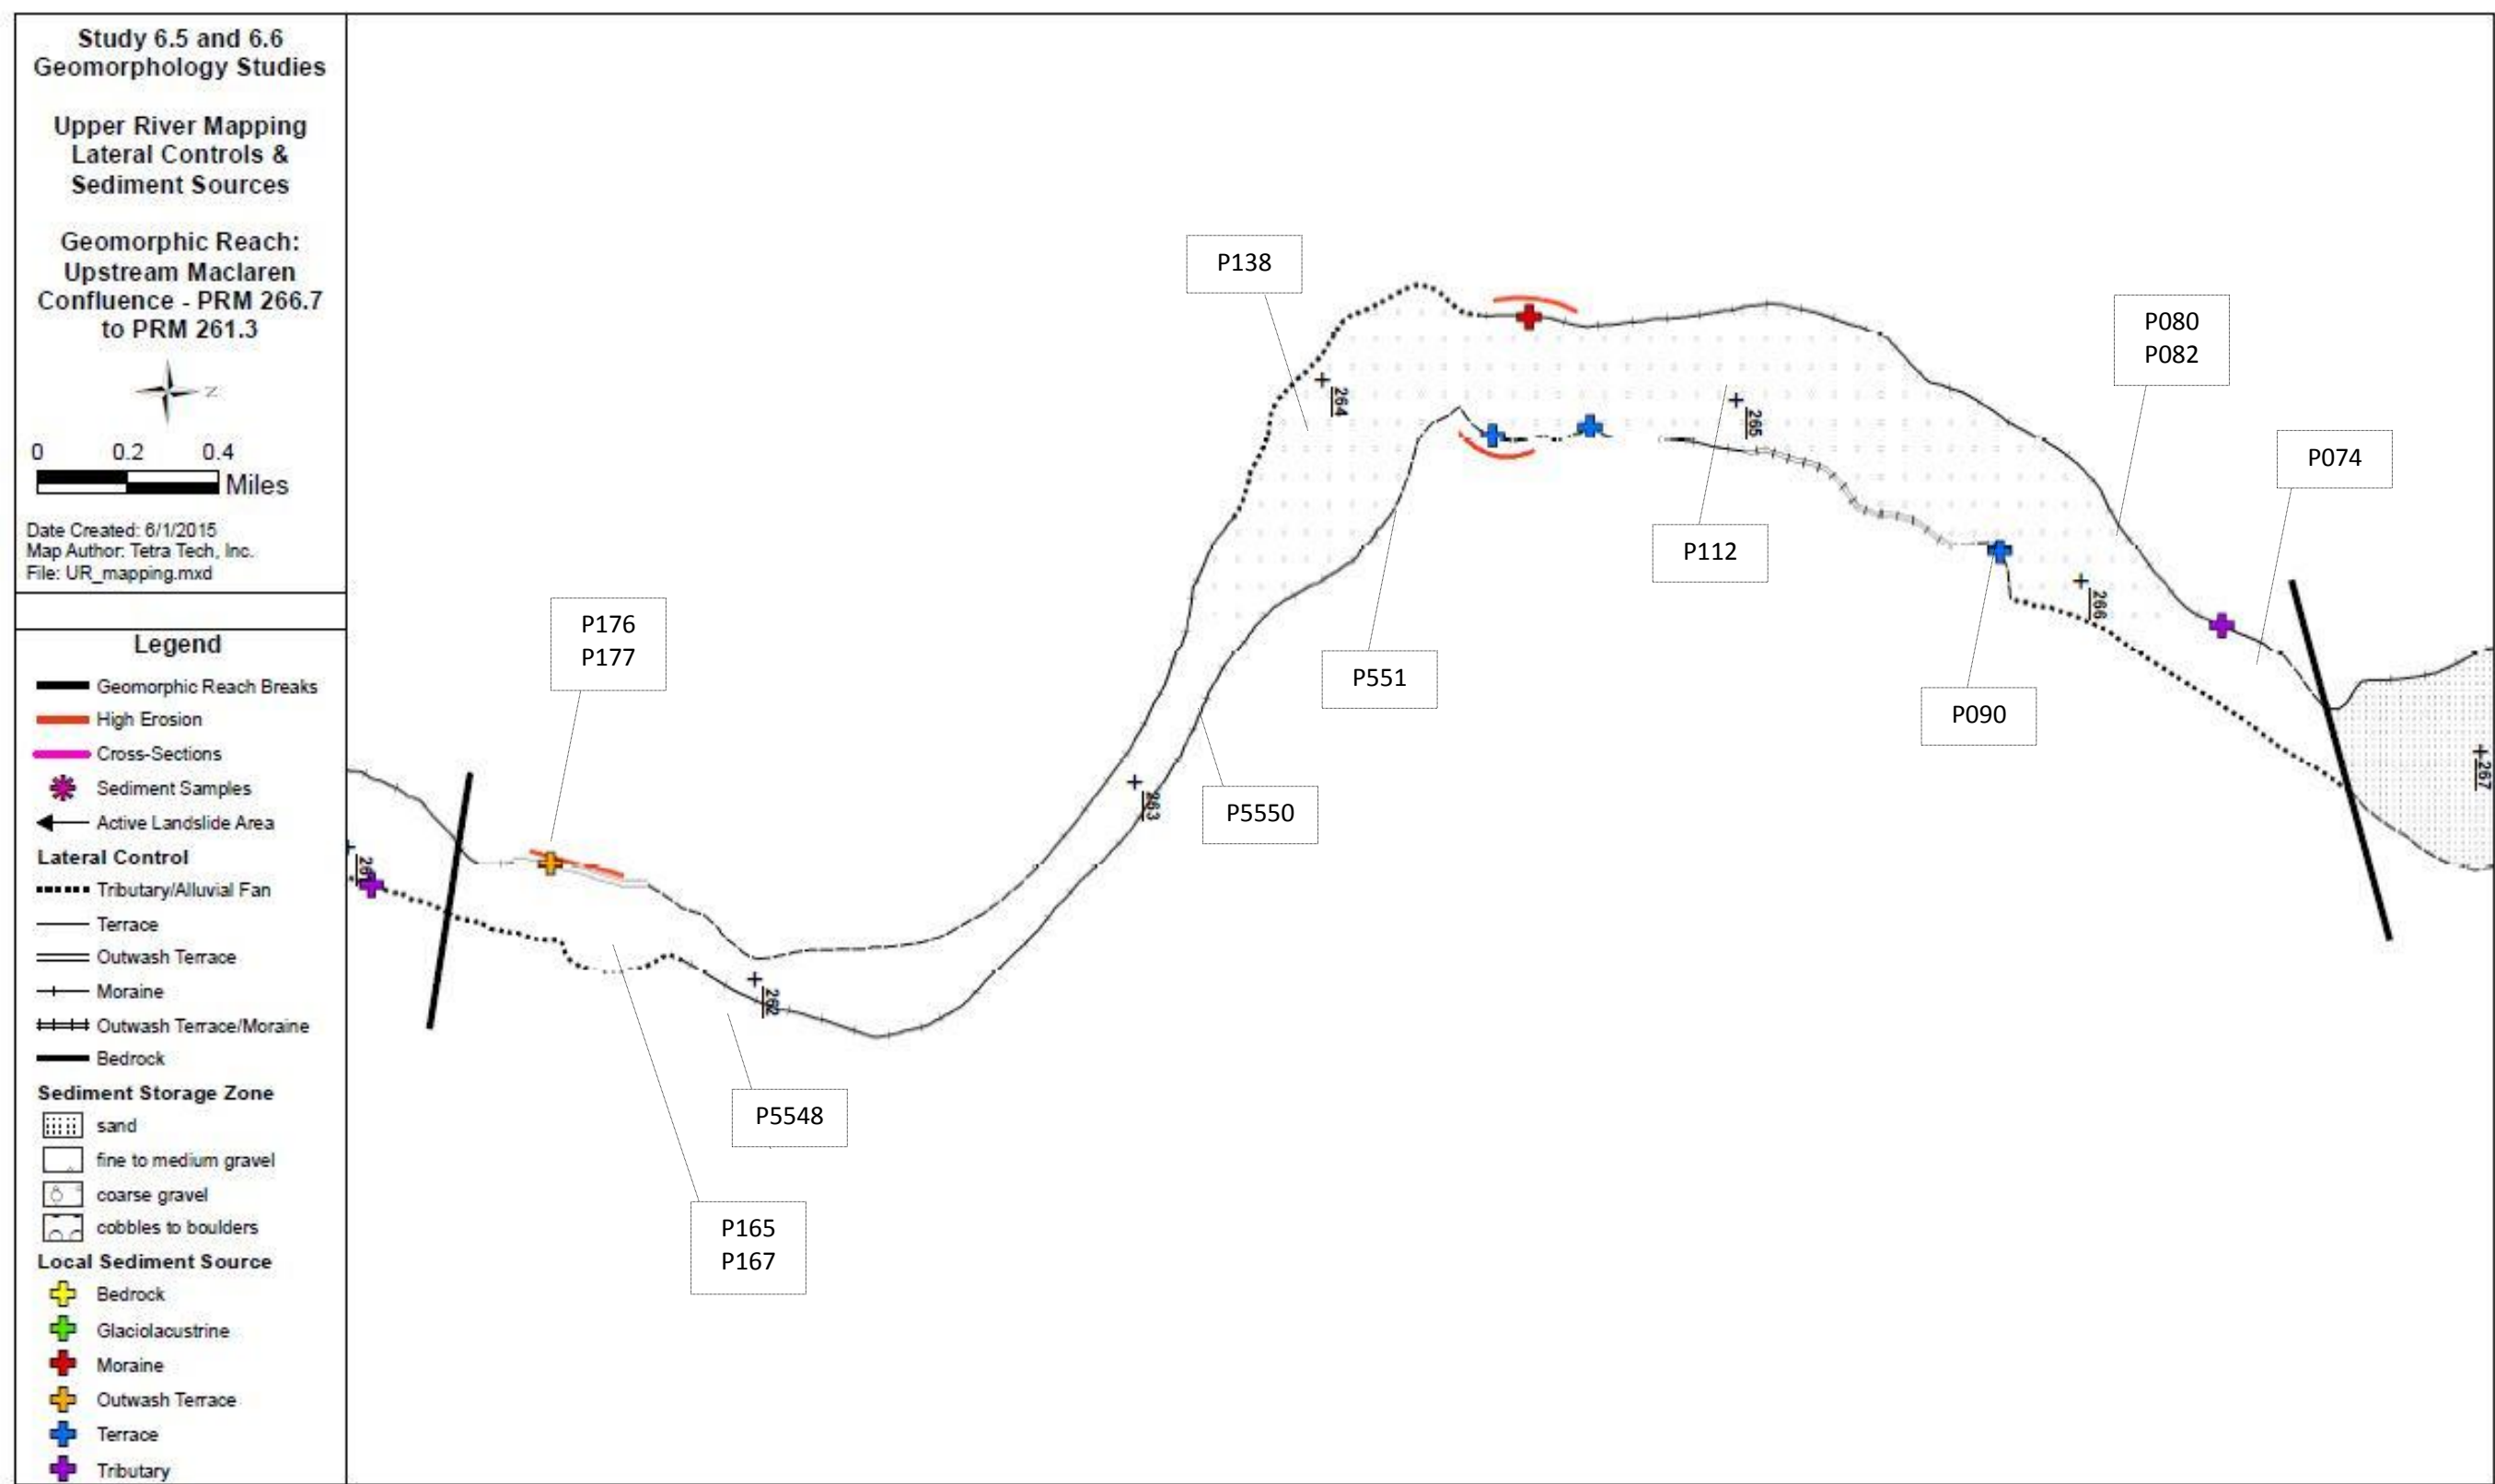 Study 6.5 and 6.6
Geomorphology Studies
Upper River Mapping
Lateral Controls &
Sediment Sources
Geomorphic Reach:
Upstream Maclaren
Confluence - PRM 266.7
to PRM 261.3
N
0 0.2 0.4
Miles
Date Created: 6/1/2015
Map Author: Tetra Tech, Inc.
File: UR_mapping.mxd
Legend
Geomorphic Reach Breaks
High Erosion
Cross-Sections
Sediment Samples
Active Landslide Area
Lateral Control
Tributary/Alluvial Fan
Terrace
Outwash Terrace
Moraine
Outwash Terrace/Moraine
Bedrock
Sediment Storage Zone
sand
fine to medium gravel
coarse gravel
cobbles to boulders
Local Sediment Source
Bedrock
Glaciolacustrine
Moraine
Outwash Terrace
Terrace
Tributary
P138
P080
P082
264
265
P074
P112
P176
P177
266
P551
P090
267
263
P5550
261
262
P5548
P165
P167